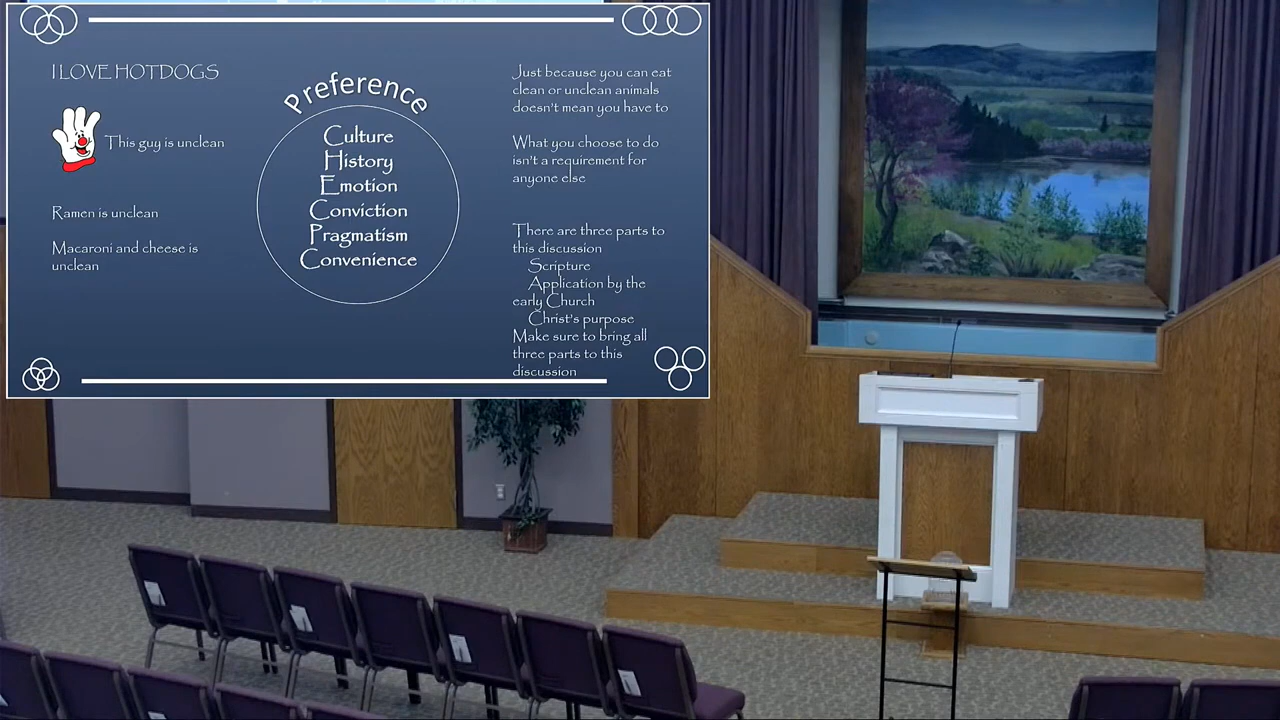 I LOVE HOTDOGS
This guy is unclean
Ramen is unclean
Macaroni and cheese is
unclean
Preference
Culture
History
Emotion
Conviction
Pragmatism
Convenience
Just because you can eat
clean or unclean animals
doesn't mean you have to
What you choose to do
isn't a requirement for
anyone else
There are three parts to
this discussion
Scripture
Application by the
early Church
Christ's purpose
Make sure to bring all
three parts to this
discussion